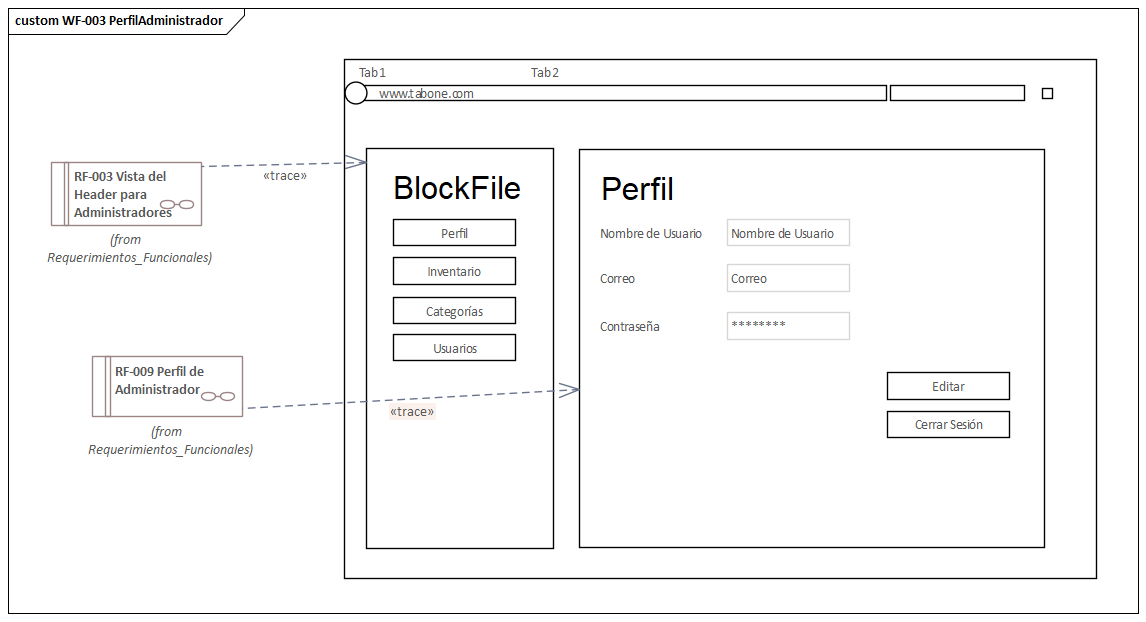 custom WF-003 PerfilAdministrador
Tab1
Tab2
www.tabone.com
RF-003 Vista del
Header para
Administradores
(from
Requerimientos_Funcionales)
«trace»
BlockFile
Perfil
Inventario
Categorías
Usuarios
Perfil
Nombre de Usuario
Nombre de Usuario
Correo
Correo
Contraseña
********
RF-009 Perfil de
Administrador
(from
Requerimientos_Funcionales)
«trace»
Editar
Cerrar Sesión